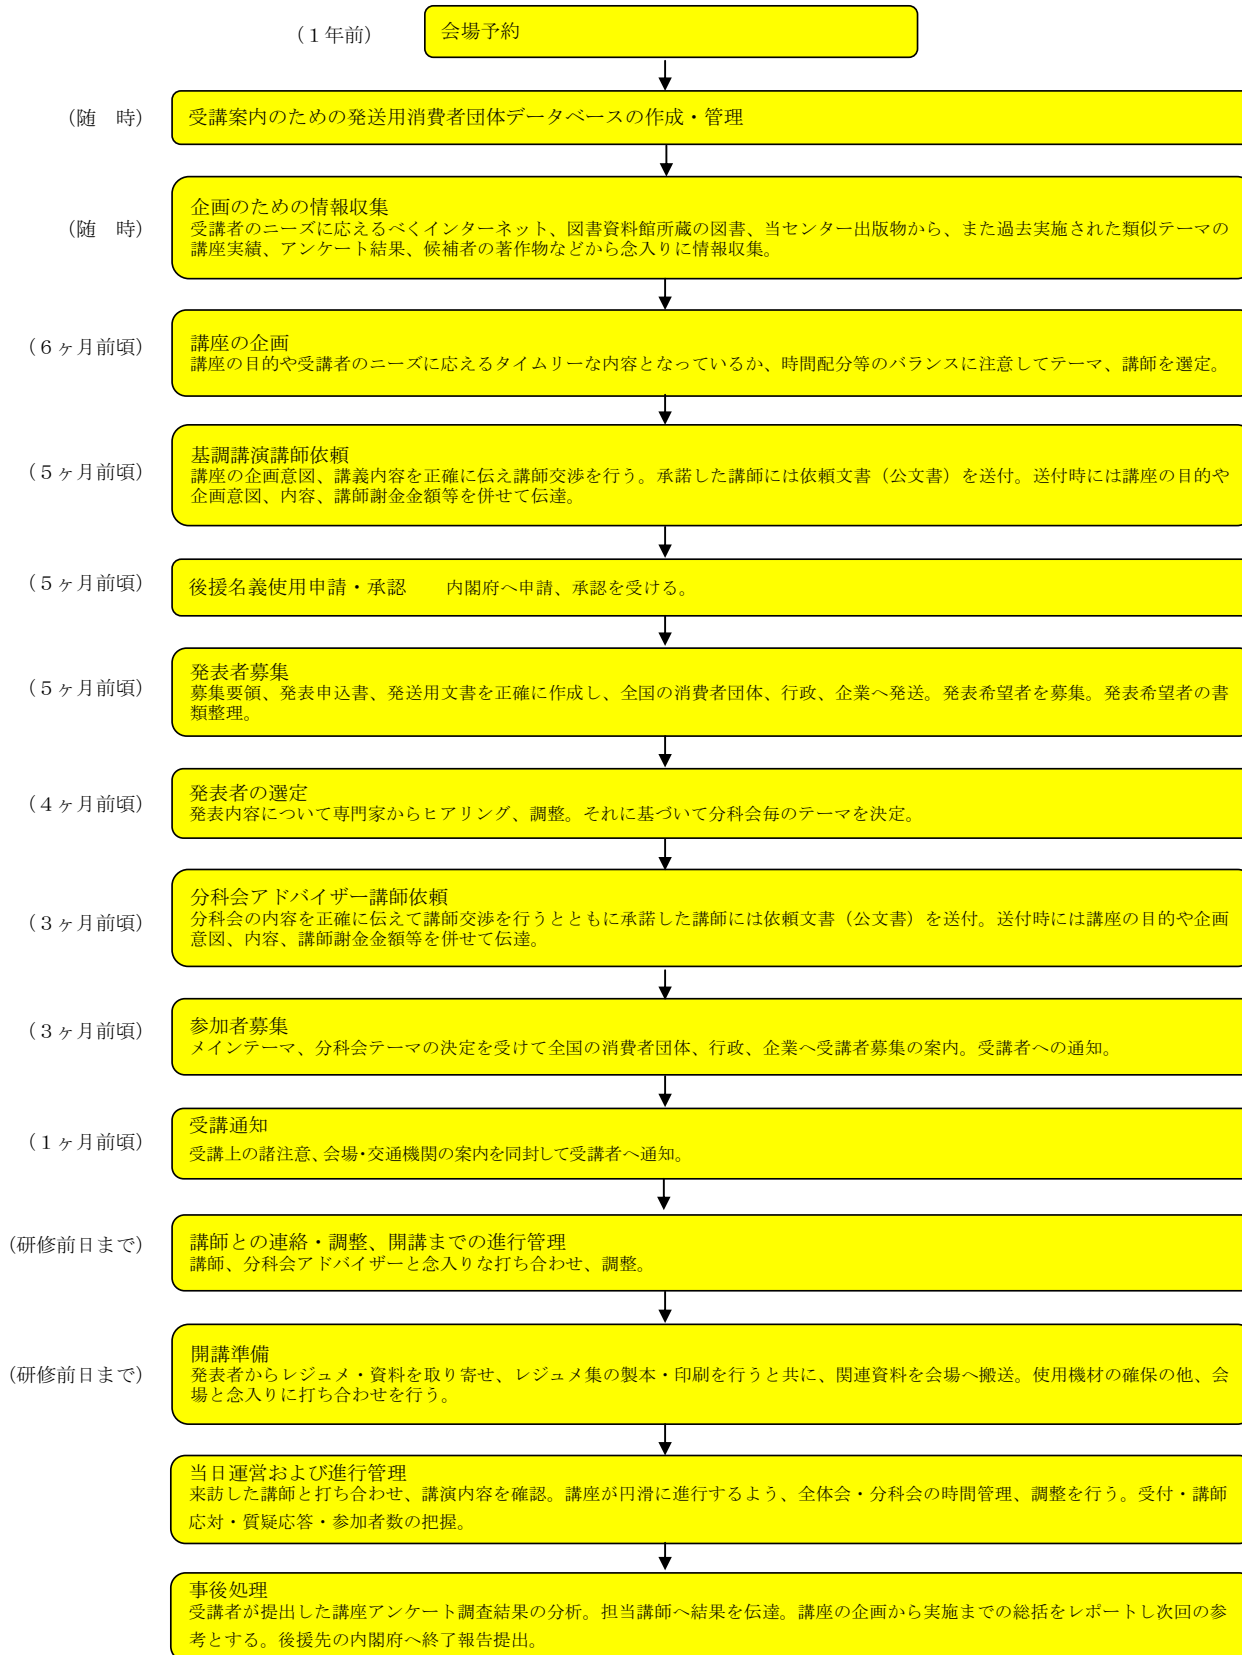 （１年前）
会場予約
（随　時）
受講案内のための発送用消費者団体データベースの作成・管理
（随　時）
企画のための情報収集
受講者のニーズに応えるべくインターネット、図書資料館所蔵の図書、当センター出版物から、また過去実施された類似テーマの
講座実績、アンケート結果、候補者の著作物などから念入りに情報収集。
（６ヶ月前頃）
講座の企画
講座の目的や受講者のニーズに応えるタイムリーな内容となっているか、時間配分等のバランスに注意してテーマ、講師を選定。
（５ヶ月前頃）
基調講演講師依頼
講座の企画意図、講義内容を正確に伝え講師交渉を行う。承諾した講師には依頼文書（公文書）を送付。送付時には講座の目的や
企画意図、内容、講師謝金金額等を併せて伝達。
（５ヶ月前頃）
後援名義使用申請・承認　　内閣府へ申請、承認を受ける。
（５ヶ月前頃）
発表者募集
募集要領、発表申込書、発送用文書を正確に作成し、全国の消費者団体、行政、企業へ発送。発表希望者を募集。発表希望者の書
類整理。
（４ヶ月前頃）
発表者の選定
発表内容について専門家からヒアリング、調整。それに基づいて分科会毎のテーマを決定。
（３ヶ月前頃）
分科会アドバイザー講師依頼
分科会の内容を正確に伝えて講師交渉を行うとともに承諾した講師には依頼文書（公文書）を送付。送付時には講座の目的や企画
意図、内容、講師謝金金額等を併せて伝達。
（３ヶ月前頃）
参加者募集
メインテーマ、分科会テーマの決定を受けて全国の消費者団体、行政、企業へ受講者募集の案内。受講者への通知。
（１ヶ月前頃）
受講通知
受講上の諸注意、会場・交通機関の案内を同封して受講者へ通知。
（研修前日まで）
講師との連絡・調整、開講までの進行管理
講師、分科会アドバイザーと念入りな打ち合わせ、調整。
（研修前日まで）
開講準備
発表者からレジュメ・資料を取り寄せ、レジュメ集の製本・印刷を行うと共に、関連資料を会場へ搬送。使用機材の確保の他、会
場と念入りに打ち合わせを行う。
当日運営および進行管理
来訪した講師と打ち合わせ、講演内容を確認。講座が円滑に進行するよう、全体会・分科会の時間管理、調整を行う。受付・講師
応対・質疑応答・参加者数の把握。
事後処理
受講者が提出した講座アンケート調査結果の分析。担当講師へ結果を伝達。講座の企画から実施までの総括をレポートし次回の参
考とする。後援先の内閣府へ終了報告提出。